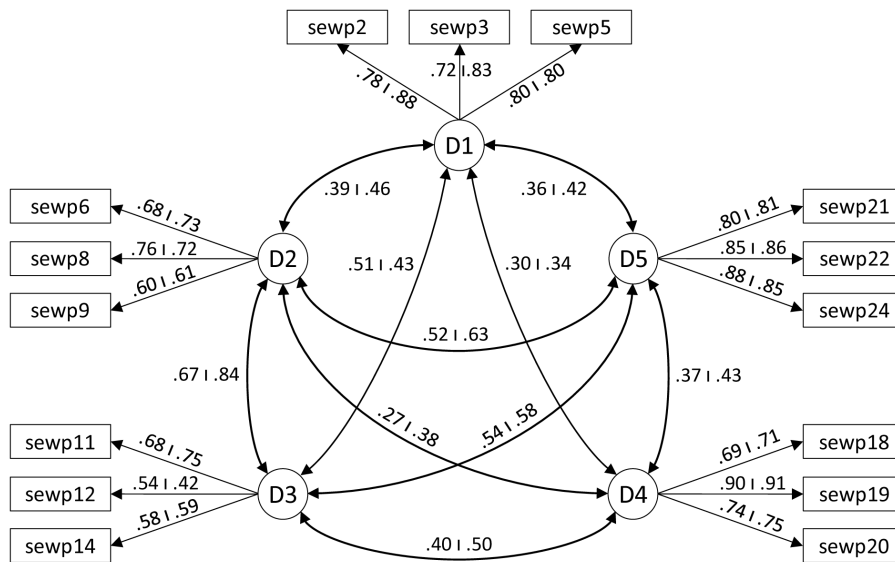 sewp2 sewp3 sewp5
.78 ı .88 .72 ı .83 .80 ı .80
D1
.39 ı .46 .36 ı .42
sewp6 .68 ı .73 .80 ı .81 sewp21
sewp8 .76 ı .72 D2 .51 ı .43 .30 ı .34 D5 .85 ı .86 sewp22
sewp9 .60 ı .61 .88 ı .85 sewp24
.52 ı .63
.67 ı .84 .37 ı .43
.27 ı .38 .54 ı .58
sewp11 .68 ı .75 .69 ı .71 sewp18
sewp12 .54 ı .42 D3 D4 .90 ı .91 sewp19
sewp14 .58 ı .59 .74 ı .75 sewp20
.40 ı .50